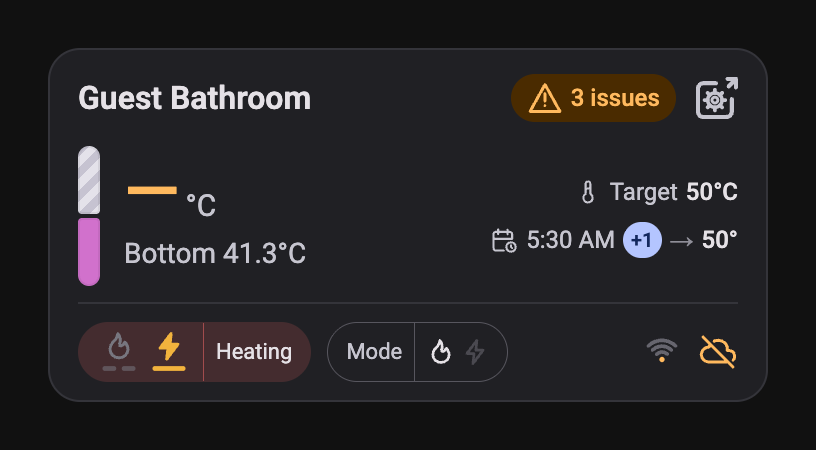 Guest Bathroom
3 issues
— °C
Target 50°C
Bottom 41.3°C
5:30 AM +1 → 50°
Heating
Mode